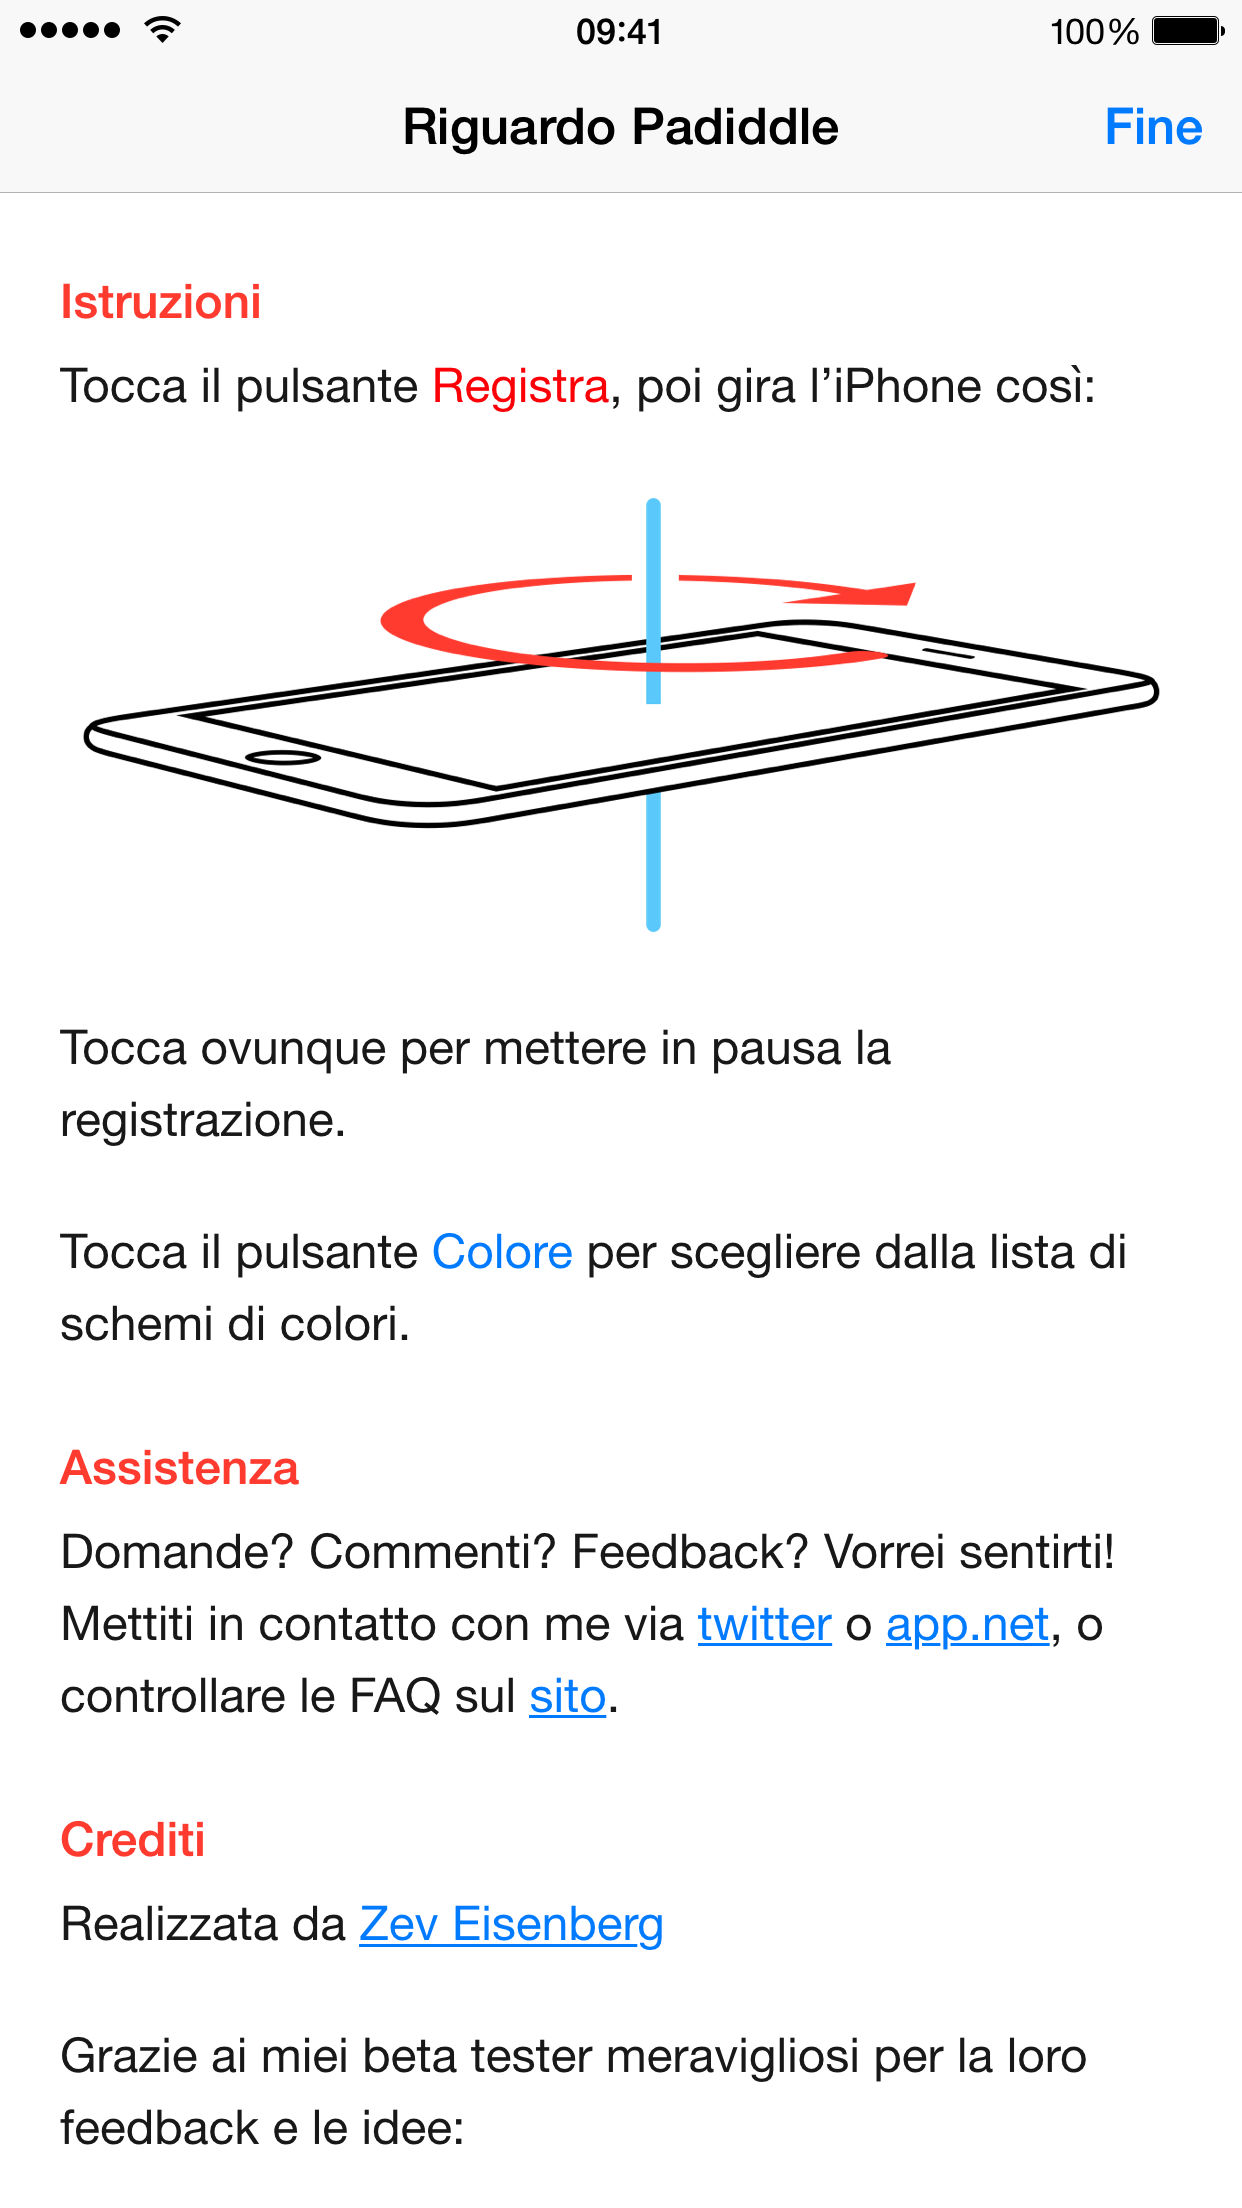 09:41
100%
Riguardo Padiddle
Fine
Istruzioni
Tocca il pulsante Registra, poi gira l’iPhone così:
Tocca ovunque per mettere in pausa la
registrazione.
Tocca il pulsante Colore per scegliere dalla lista di
schemi di colori.
Assistenza
Domande? Commenti? Feedback? Vorrei sentirti!
Mettiti in contatto con me via twitter o app.net, o
controllare le FAQ sul sito.
Crediti
Realizzata da Zev Eisenberg
Grazie ai miei beta tester meravigliosi per la loro
feedback e le idee: